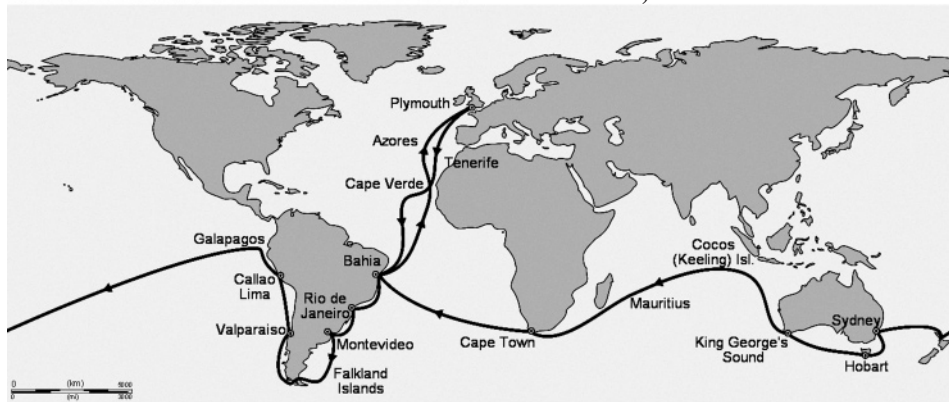 Plymouth
Azores
Tenerife
Cape Verde
Galapagos
Bahia
Cocos
(Keeling) Isl.
Callao
Lima
Rio de
Janeiro
Mauritius
Valparaiso
Montevideo
Cape Town
King George's
Sound
Sydney
Hobart
Falkland
Islands
0 (km) 5000
0 (mi) 3000